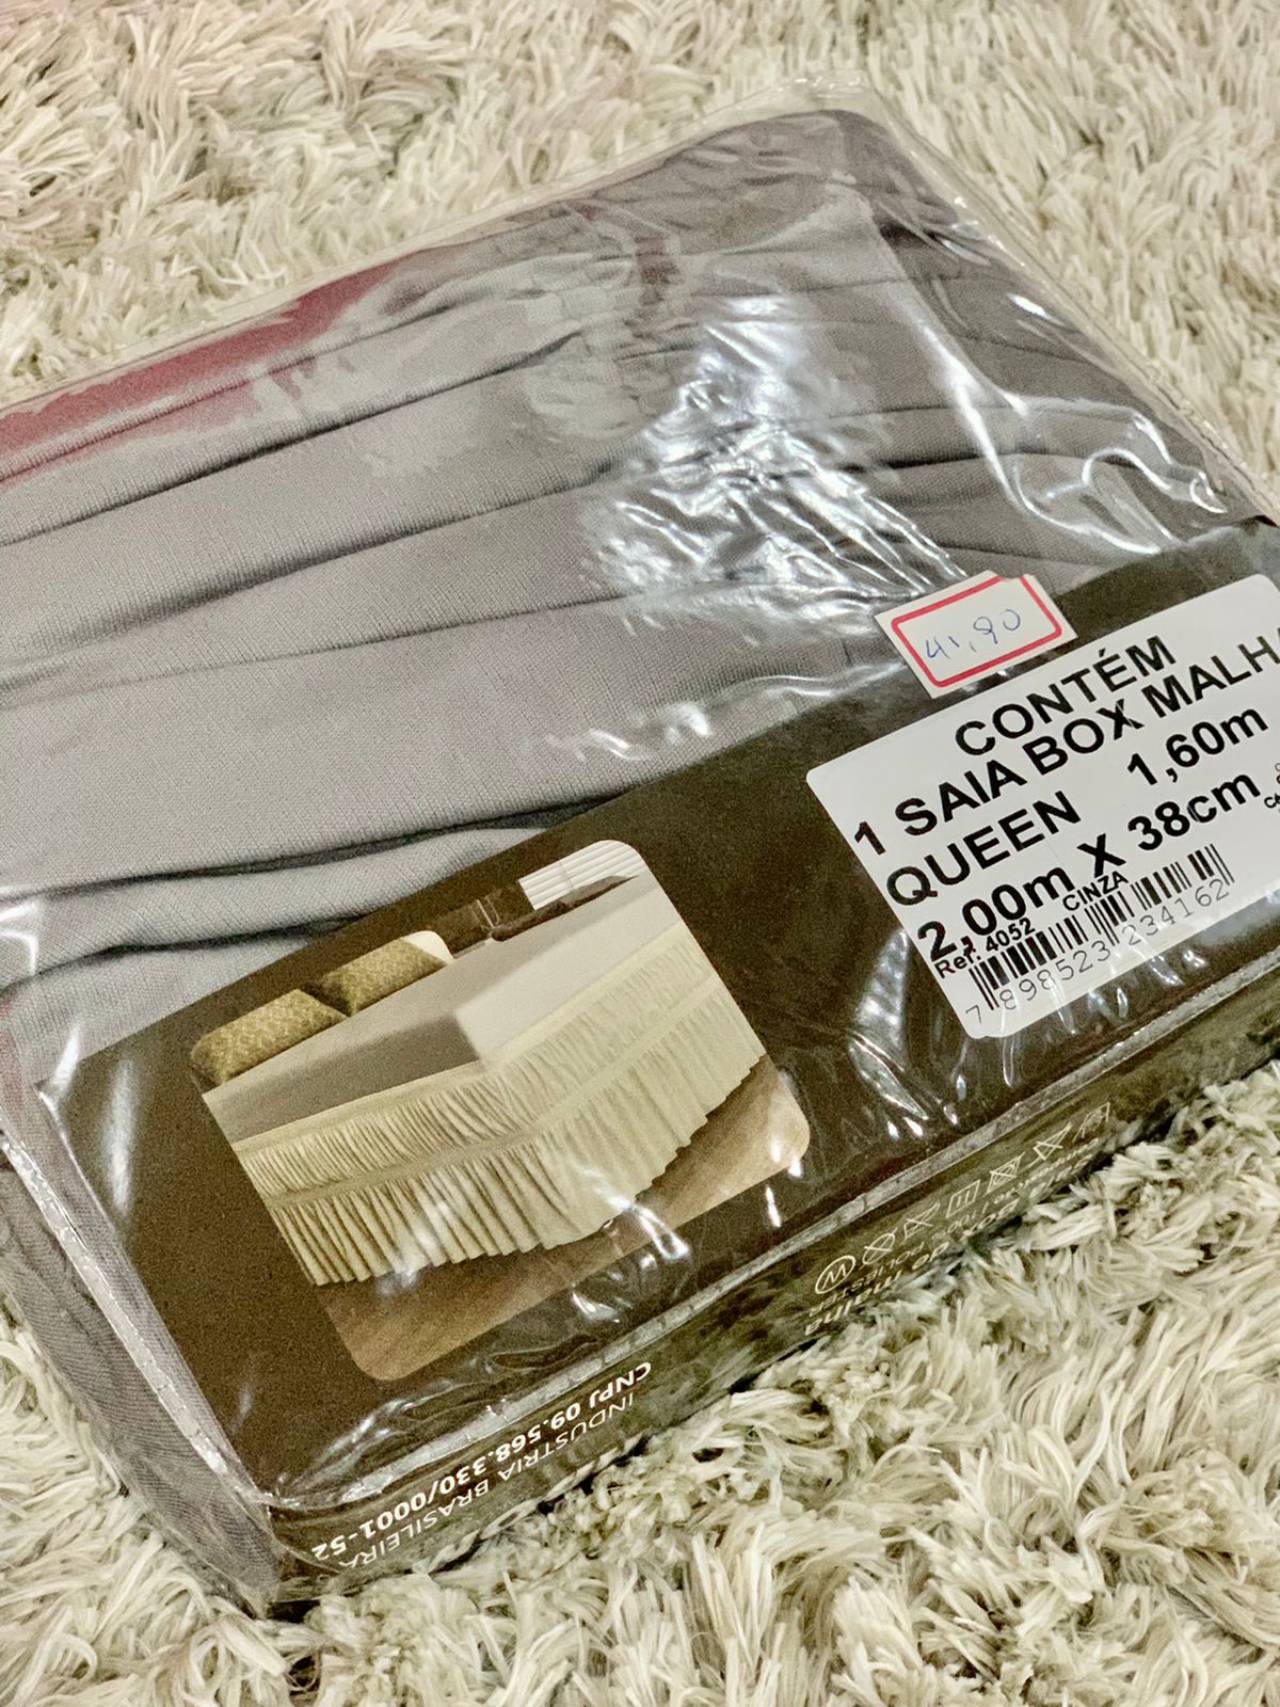 41,90
CONTÉM
1 SAIA BOX MALH
QUEEN 1,60m
2,00m X 38cm
Ref: 4052 CINZA
7 898523 234162
INDUSTRIA BRASILEIRA
CNPJ 09.568.330/0001-52